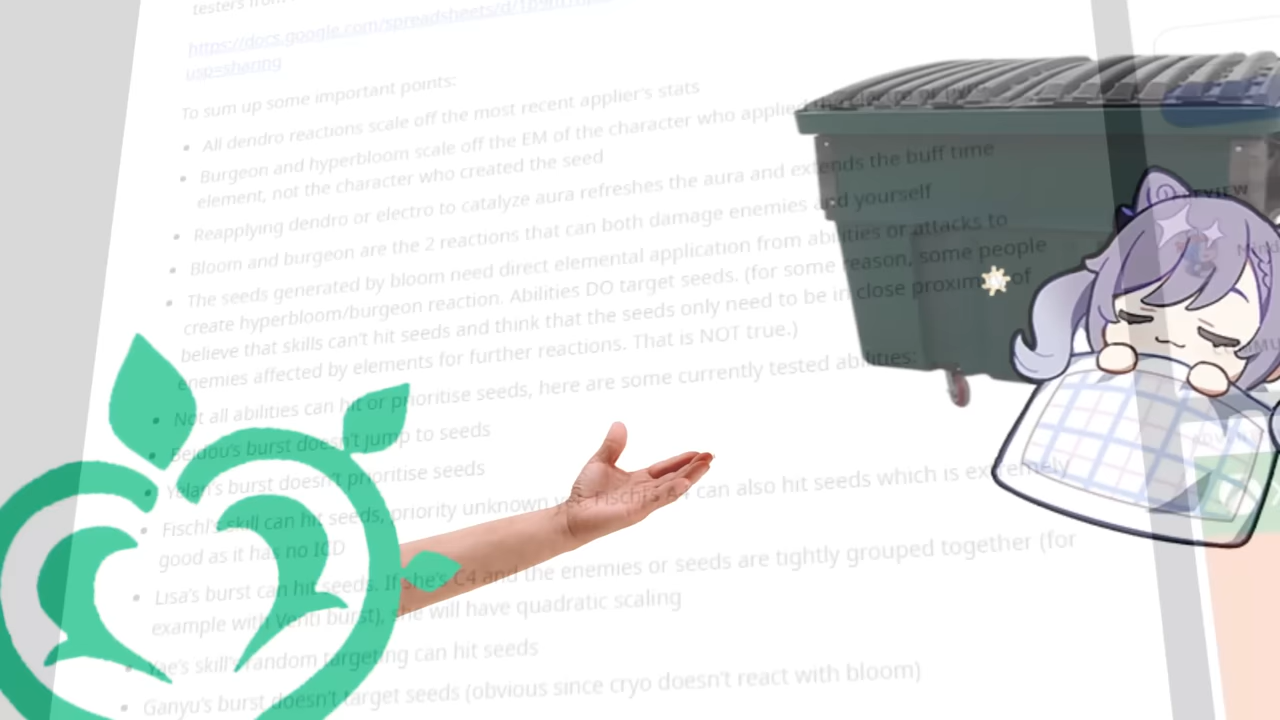 testers from
https://docs.google.com/spreadsheets/d/
usp=sharing
To sum up some important points:
All dendro reactions scale off the most recent applier's stats
Burgeon and hyperbloom scale off the EM of the character who applied the
element, not the character who created the seed
Reapplying dendro or electro to catalyze aura refreshes the aura and extends the buff time
Bloom and burgeon are the 2 reactions that can both damage enemies and yourself
The seeds generated by bloom need direct elemental application from abilities or attacks to
create hyperbloom/burgeon reaction. Abilities DO target seeds. (for some reason, some people
believe that skills can't hit seeds and think that the seeds only need to be in close proximity of
enemies affected by elements for further reactions. That is NOT true.)
Not all abilities can hit or prioritise seeds, here are some currently tested abilities:
Beidou's burst doesn't jump to seeds
Yelan's burst doesn't prioritise seeds
Fischl's skill can hit seeds, priority unknown yet. Fischl's A4 can also hit seeds which is extremely
good as it has no ICD
Lisa's burst can hit seeds. If she's C4 and the enemies or seeds are tightly grouped together (for
example with Venti burst), she will have quadratic scaling
Yae's skill's random targeting can hit seeds
Ganyu's burst doesn't target seeds (obvious since cryo doesn't react with bloom)